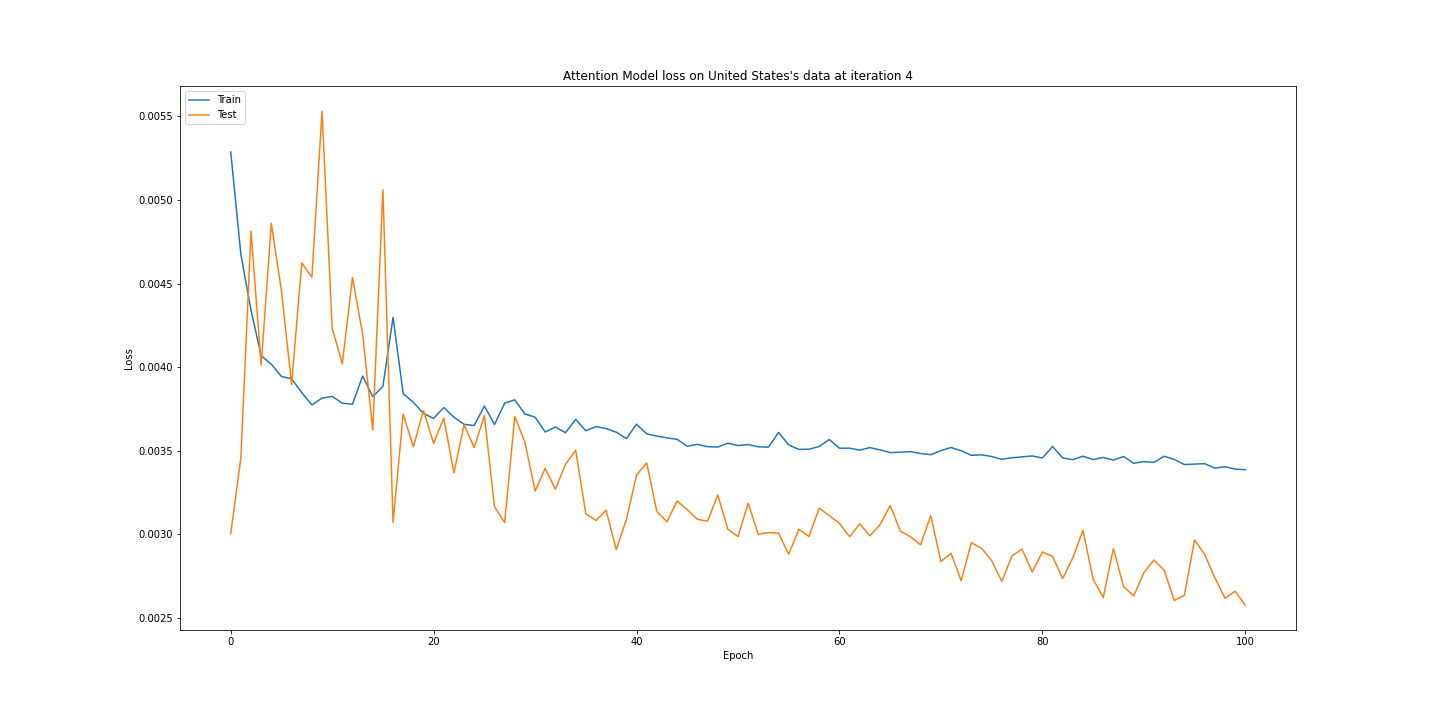 Attention Model loss on United States's data at iteration 4
Train
Test
0.0055
0.0050
0.0045
0.0040
0.0035
0.0030
0.0025
Loss
0 20 40 60 80 100
Epoch